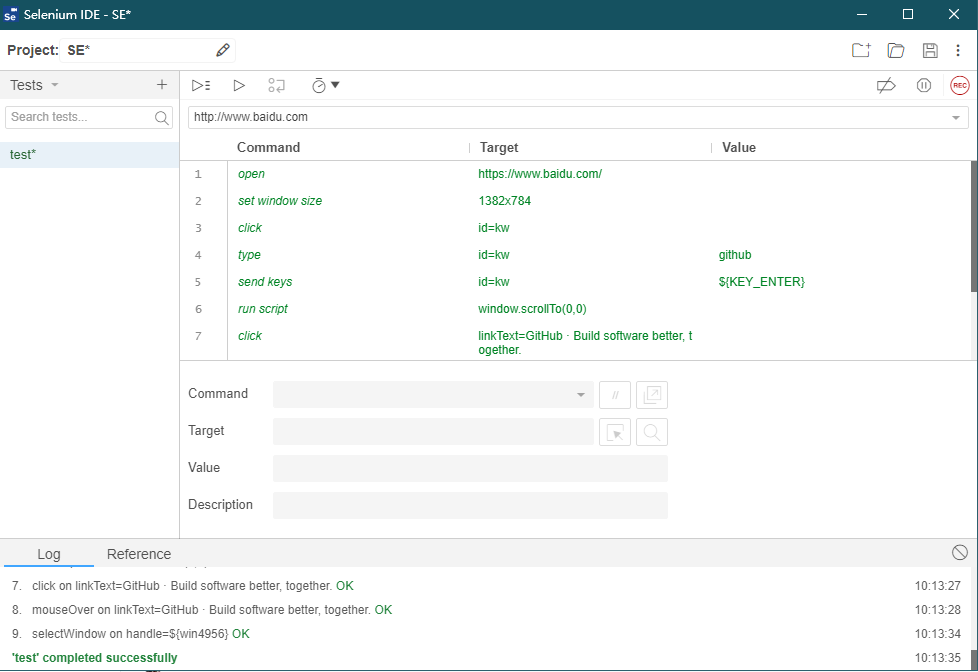 Selenium IDE - SE*
Project: SE*
Tests
Search tests...
test*
REC
http://www.baidu.com
Command Target Value
1 open https://www.baidu.com/
2 set window size 1382x784
3 click id=kw
4 type id=kw github
5 send keys id=kw ${KEY_ENTER}
6 run script window.scrollTo(0,0)
7 click linkText=GitHub · Build software better, t
ogether.
Command //
Target
Value
Description
Log Reference
7. click on linkText=GitHub · Build software better, together. OK 10:13:27
8. mouseOver on linkText=GitHub · Build software better, together. OK 10:13:28
9. selectWindow on handle=${win4956} OK 10:13:34
'test' completed successfully 10:13:35